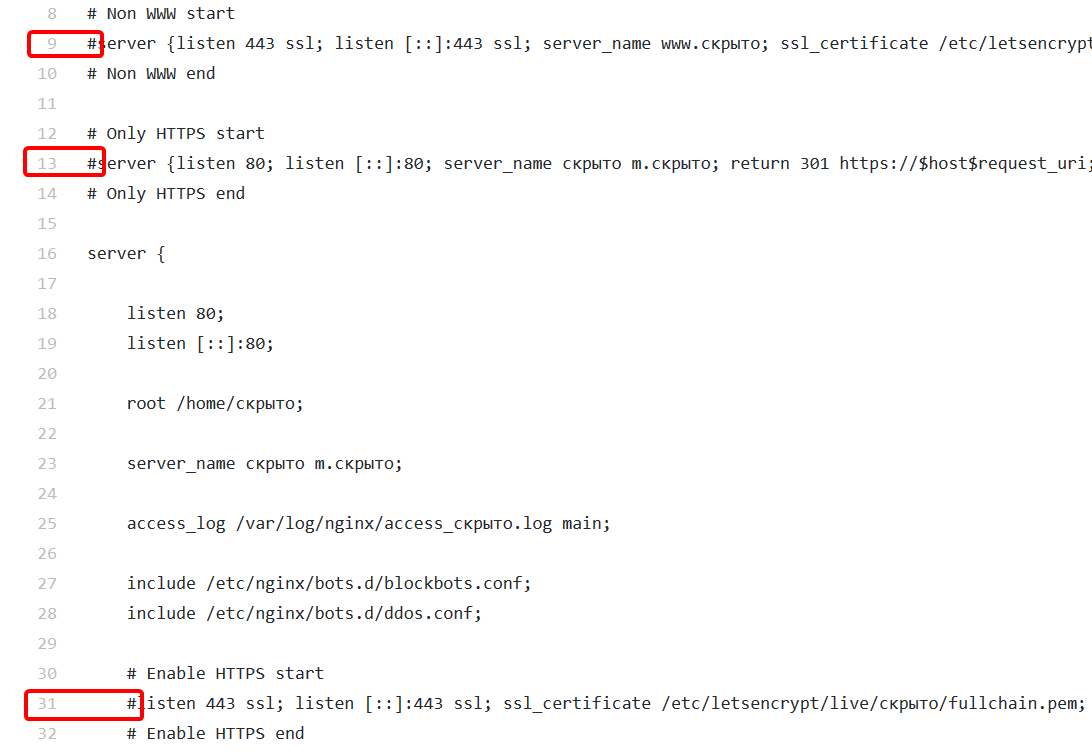 8 # Non WWW start
9 #server {listen 443 ssl; listen [::]:443 ssl; server_name www.скрыто; ssl_certificate /etc/letsencrypt
10 # Non WWW end
11
12 # Only HTTPS start
13 #server {listen 80; listen [::]:80; server_name скрыто m.скрыто; return 301 https://$host$request_uri;
14 # Only HTTPS end
15
16 server {
17
18 listen 80;
19 listen [::]:80;
20
21 root /home/скрыто;
22
23 server_name скрыто m.скрыто;
24
25 access_log /var/log/nginx/access_скрыто.log main;
26
27 include /etc/nginx/bots.d/blockbots.conf;
28 include /etc/nginx/bots.d/ddos.conf;
29
30 # Enable HTTPS start
31 #listen 443 ssl; listen [::]:443 ssl; ssl_certificate /etc/letsencrypt/live/скрыто/fullchain.pem;
32 # Enable HTTPS end